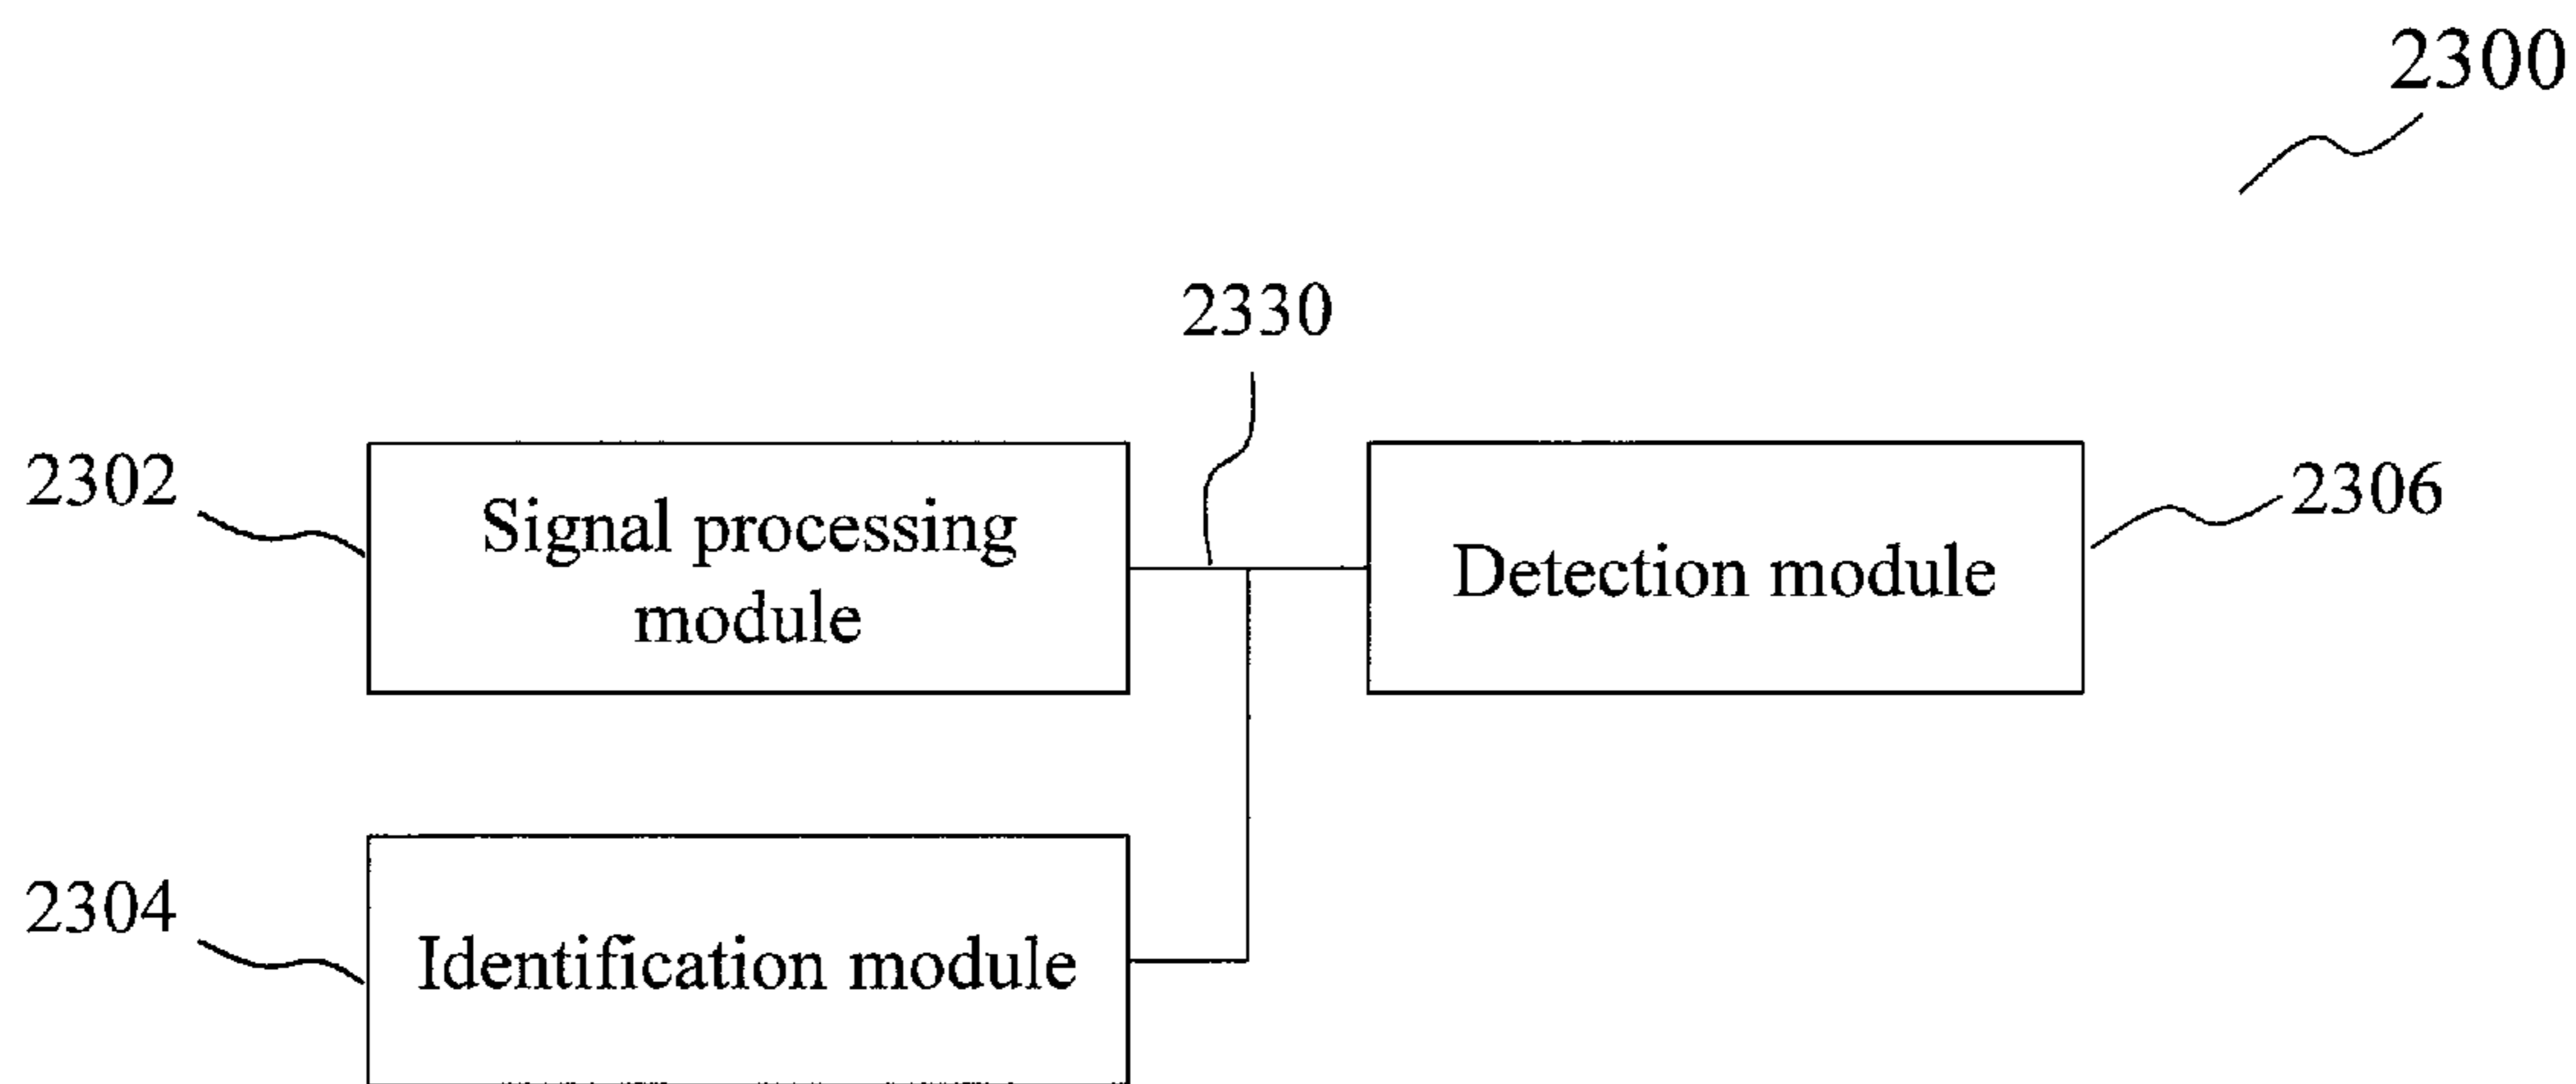 2300
2330
2302
Signal processing
module
Detection module
2306
2304
Identification module